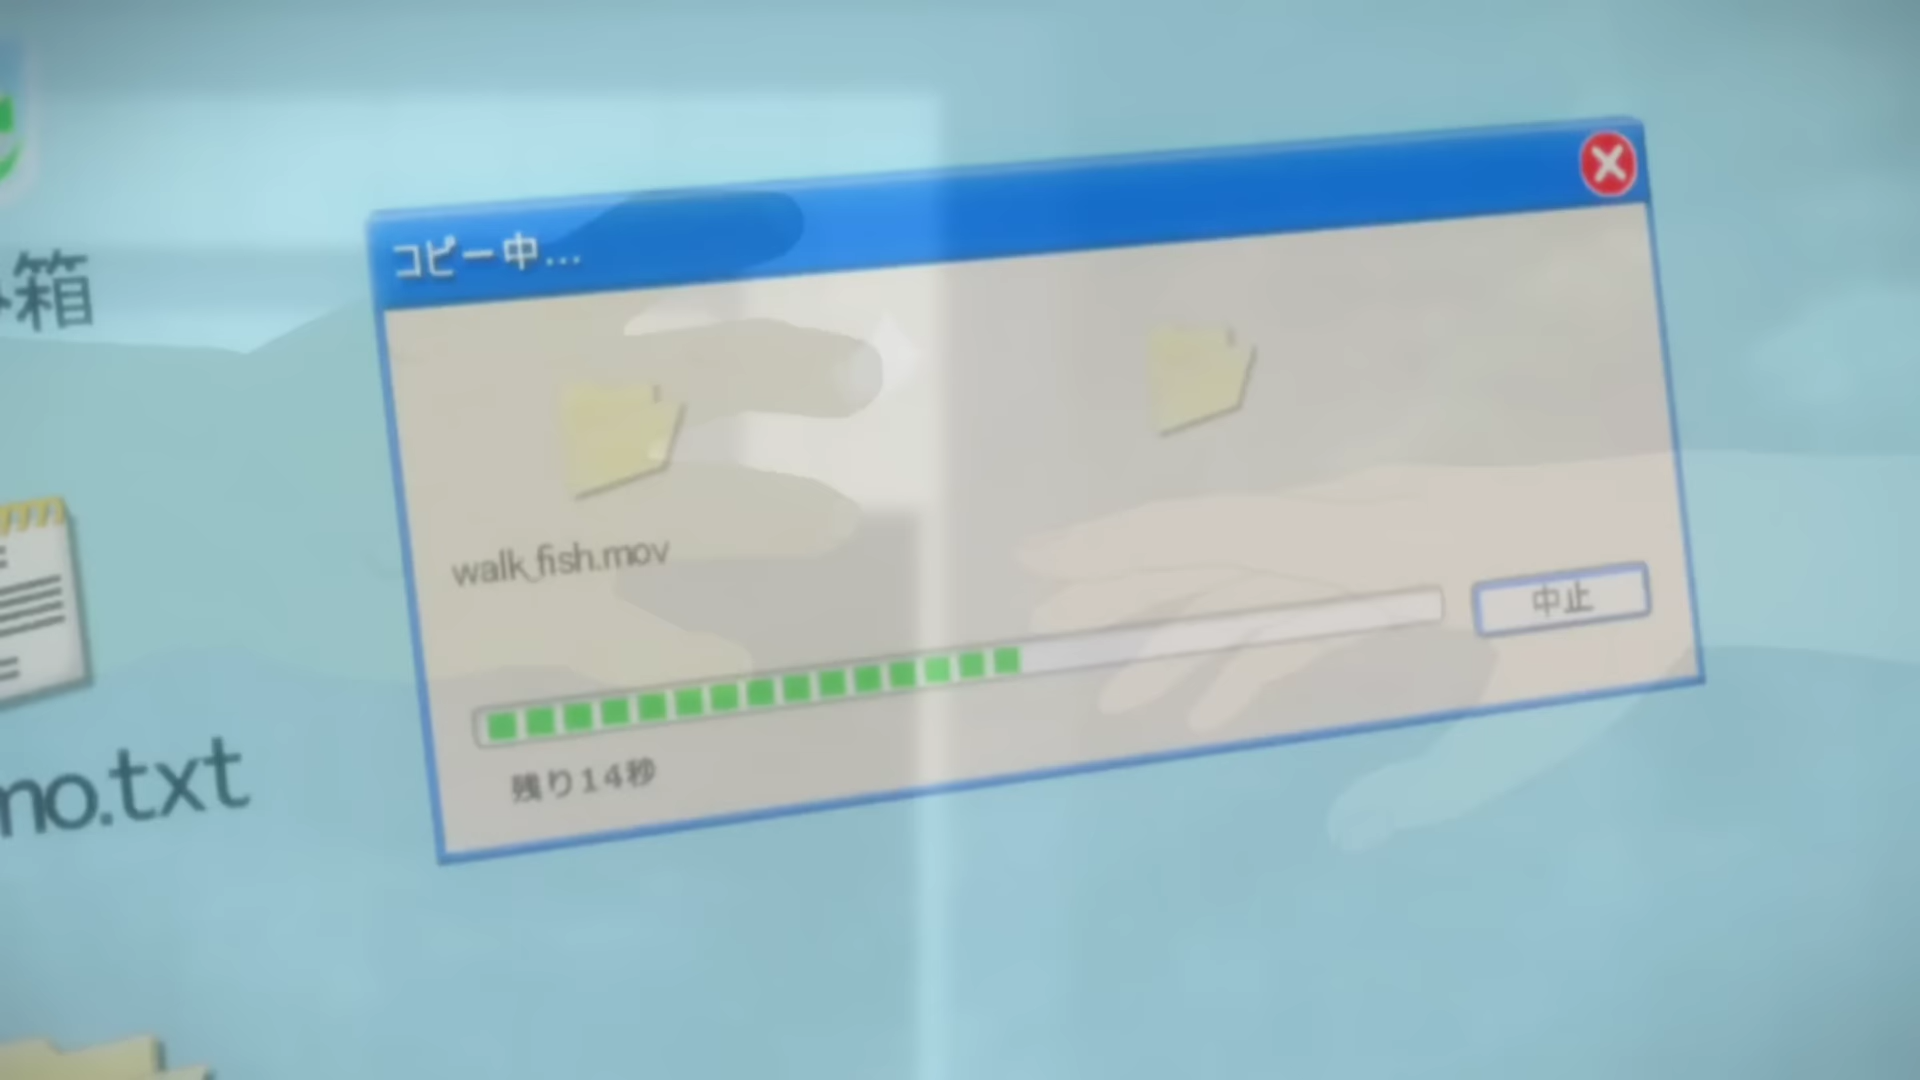 コピー中...
箱
walk_fish.mov
中止
残り14秒
mo.txt